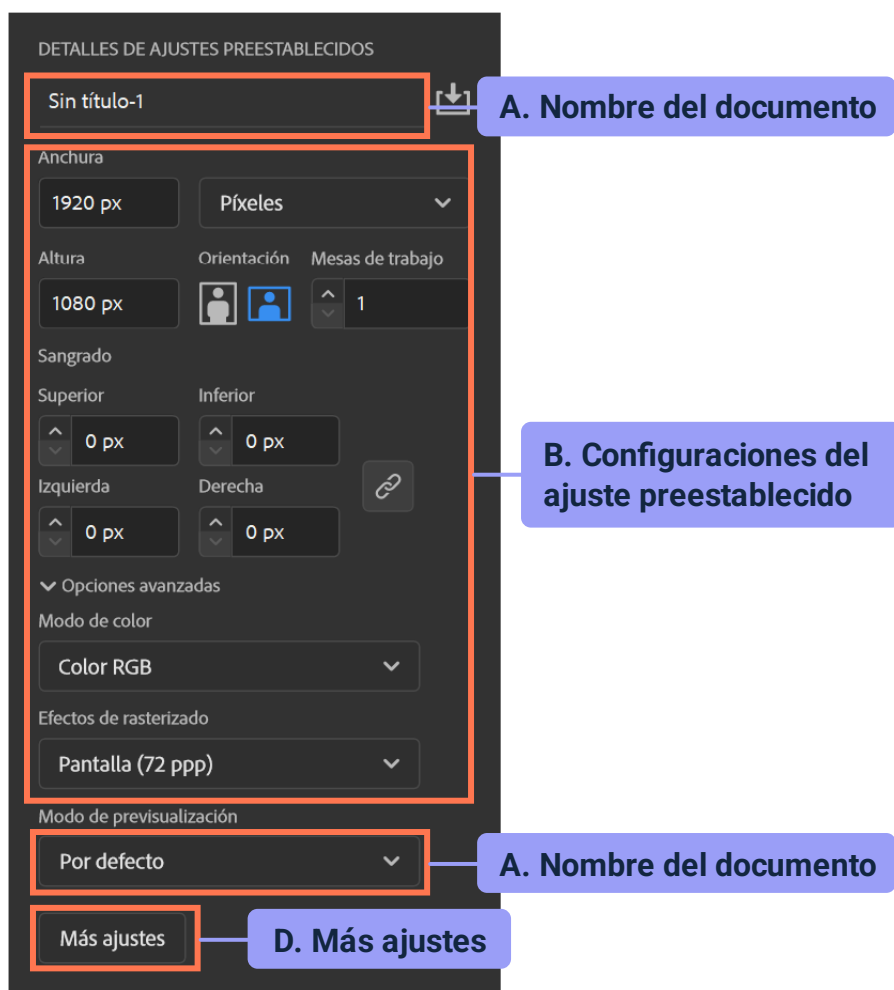 DETALLES DE AJUSTES PREESTABLECIDOS
Sin título-1
A. Nombre del documento
Anchura
1920 px
Píxeles
Altura
Orientación
Mesas de trabajo
1080 px
1
Sangrado
Superior
Inferior
0 px
0 px
B. Configuraciones del
ajuste preestablecido
Izquierda
Derecha
0 px
0 px
Opciones avanzadas
Modo de color
Color RGB
Efectos de rasterizado
Pantalla (72 ppp)
Modo de previsualización
Por defecto
A. Nombre del documento
Más ajustes
D. Más ajustes